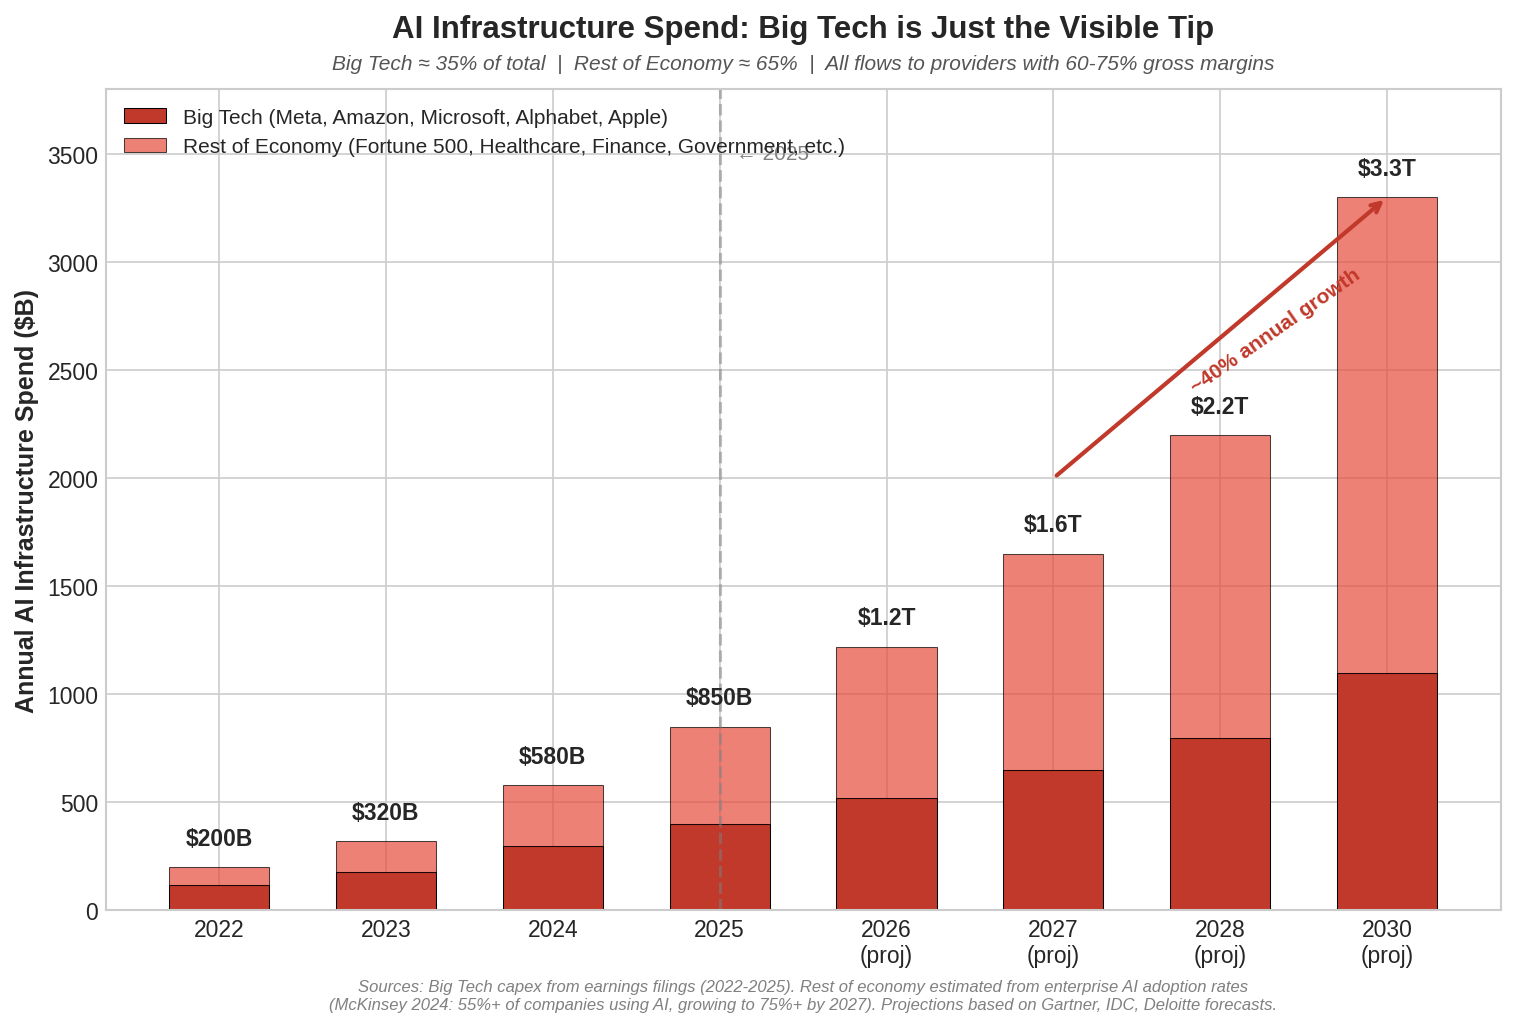 AI Infrastructure Spend: Big Tech is Just the Visible Tip
Big Tech ≈ 35% of total | Rest of Economy ≈ 65% | All flows to providers with 60-75% gross margins
Big Tech (Meta, Amazon, Microsoft, Alphabet, Apple)
Rest of Economy (Fortune 500, Healthcare, Finance, Government, etc.)
← 2025
Annual AI Infrastructure Spend ($B)
3500
3000
2500
2000
1500
1000
500
0
$200B
$320B
$580B
$850B
$1.2T
$1.6T
$2.2T
$3.3T
~40% annual growth
2022
2023
2024
2025
2026
(proj)
2027
(proj)
2028
(proj)
2030
(proj)
Sources: Big Tech capex from earnings filings (2022-2025). Rest of economy estimated from enterprise AI adoption rates
(McKinsey 2024: 55%+ of companies using AI, growing to 75%+ by 2027). Projections based on Gartner, IDC, Deloitte forecasts.